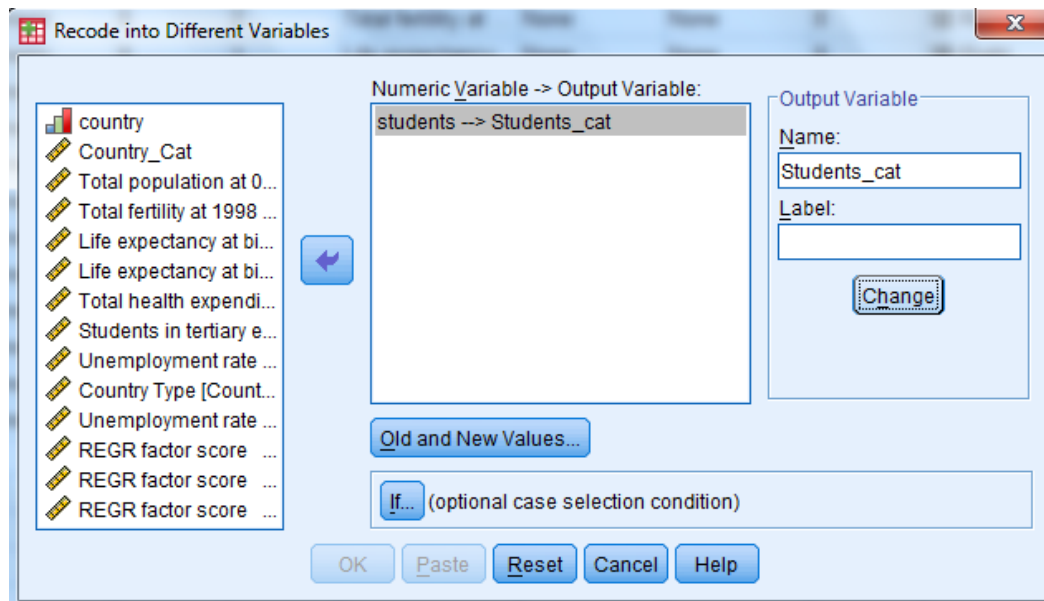 Recode into Different Variables
country
Country_Cat
Total population at 0...
Total fertility at 1998 ...
Life expectancy at bi...
Life expectancy at bi...
Total health expendi...
Students in tertiary e...
Unemployment rate ...
Country Type [Count...
Unemployment rate ...
REGR factor score ...
REGR factor score ...
REGR factor score ...
Numeric Variable -> Output Variable:
students --> Students_cat
Output Variable
Name:
Students_cat
Label:
Change
Old and New Values...
If... (optional case selection condition)
OK Paste Reset Cancel Help